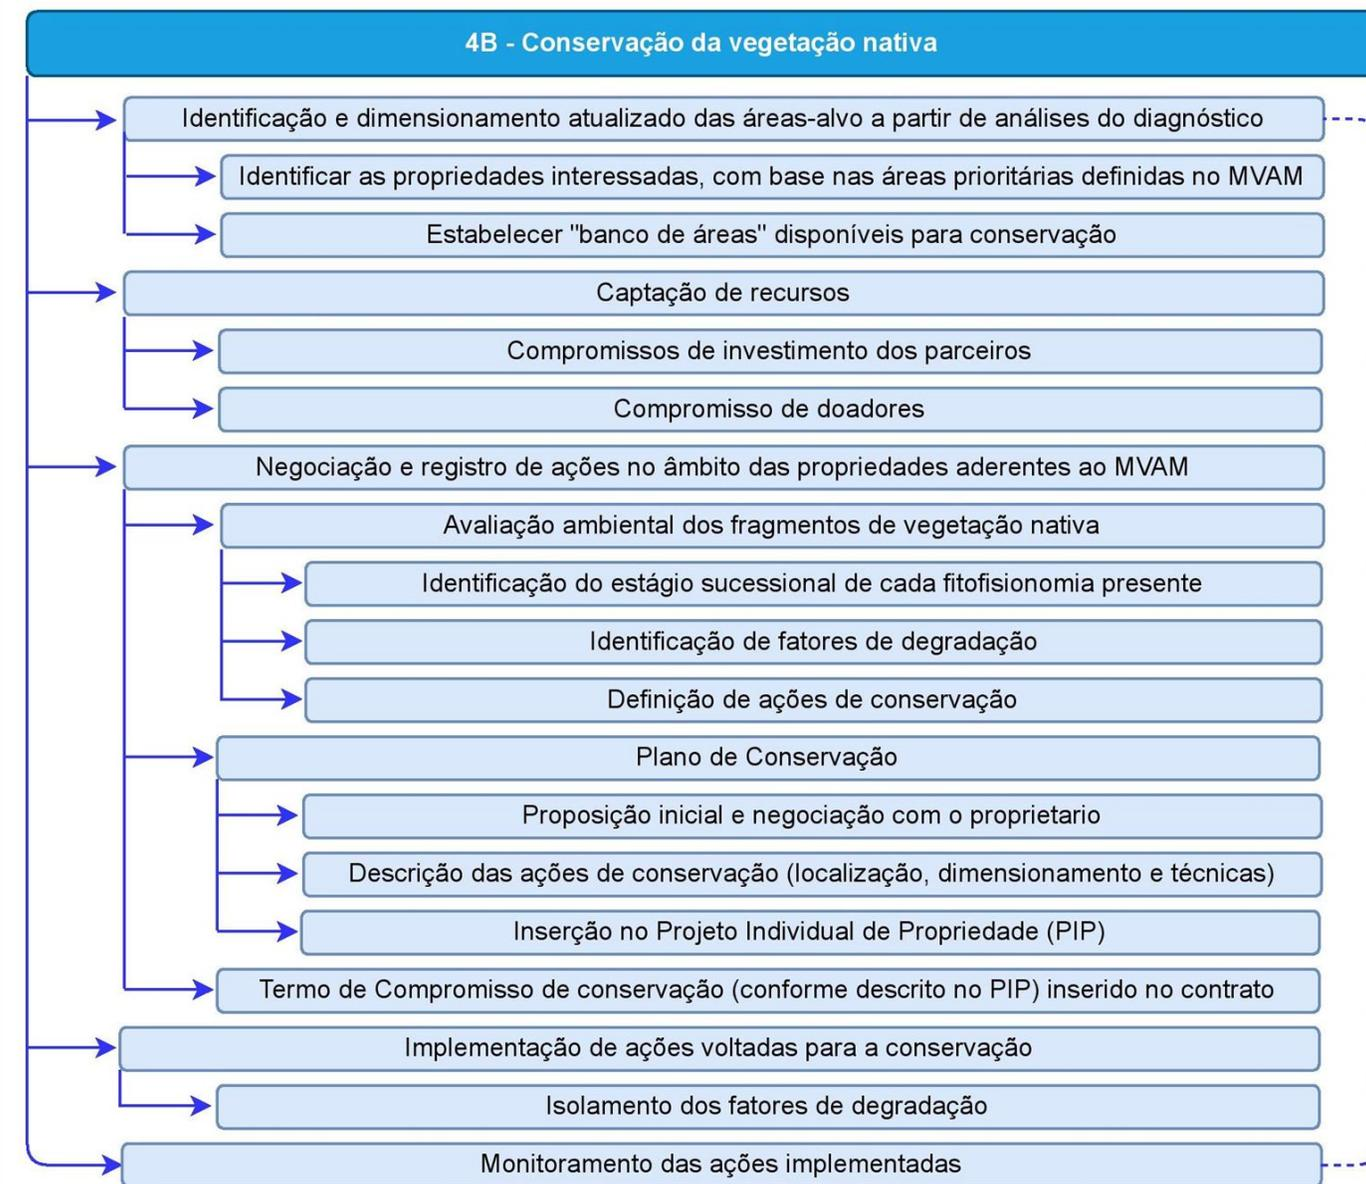 4B - Conservação da vegetação nativa
Identificação e dimensionamento atualizado das áreas-alvo a partir de análises do diagnóstico
Identificar as propriedades interessadas, com base nas áreas prioritárias definidas no MVAM
Estabelecer "banco de áreas" disponíveis para conservação
Captação de recursos
Compromissos de investimento dos parceiros
Compromisso de doadores
Negociação e registro de ações no âmbito das propriedades aderentes ao MVAM
Avaliação ambiental dos fragmentos de vegetação nativa
Identificação do estágio sucessional de cada fitofisionomia presente
Identificação de fatores de degradação
Definição de ações de conservação
Plano de Conservação
Proposição inicial e negociação com o proprietario
Descrição das ações de conservação (localização, dimensionamento e técnicas)
Inserção no Projeto Individual de Propriedade (PIP)
Termo de Compromisso de conservação (conforme descrito no PIP) inserido no contrato
Implementação de ações voltadas para a conservação
Isolamento dos fatores de degradação
Monitoramento das ações implementadas